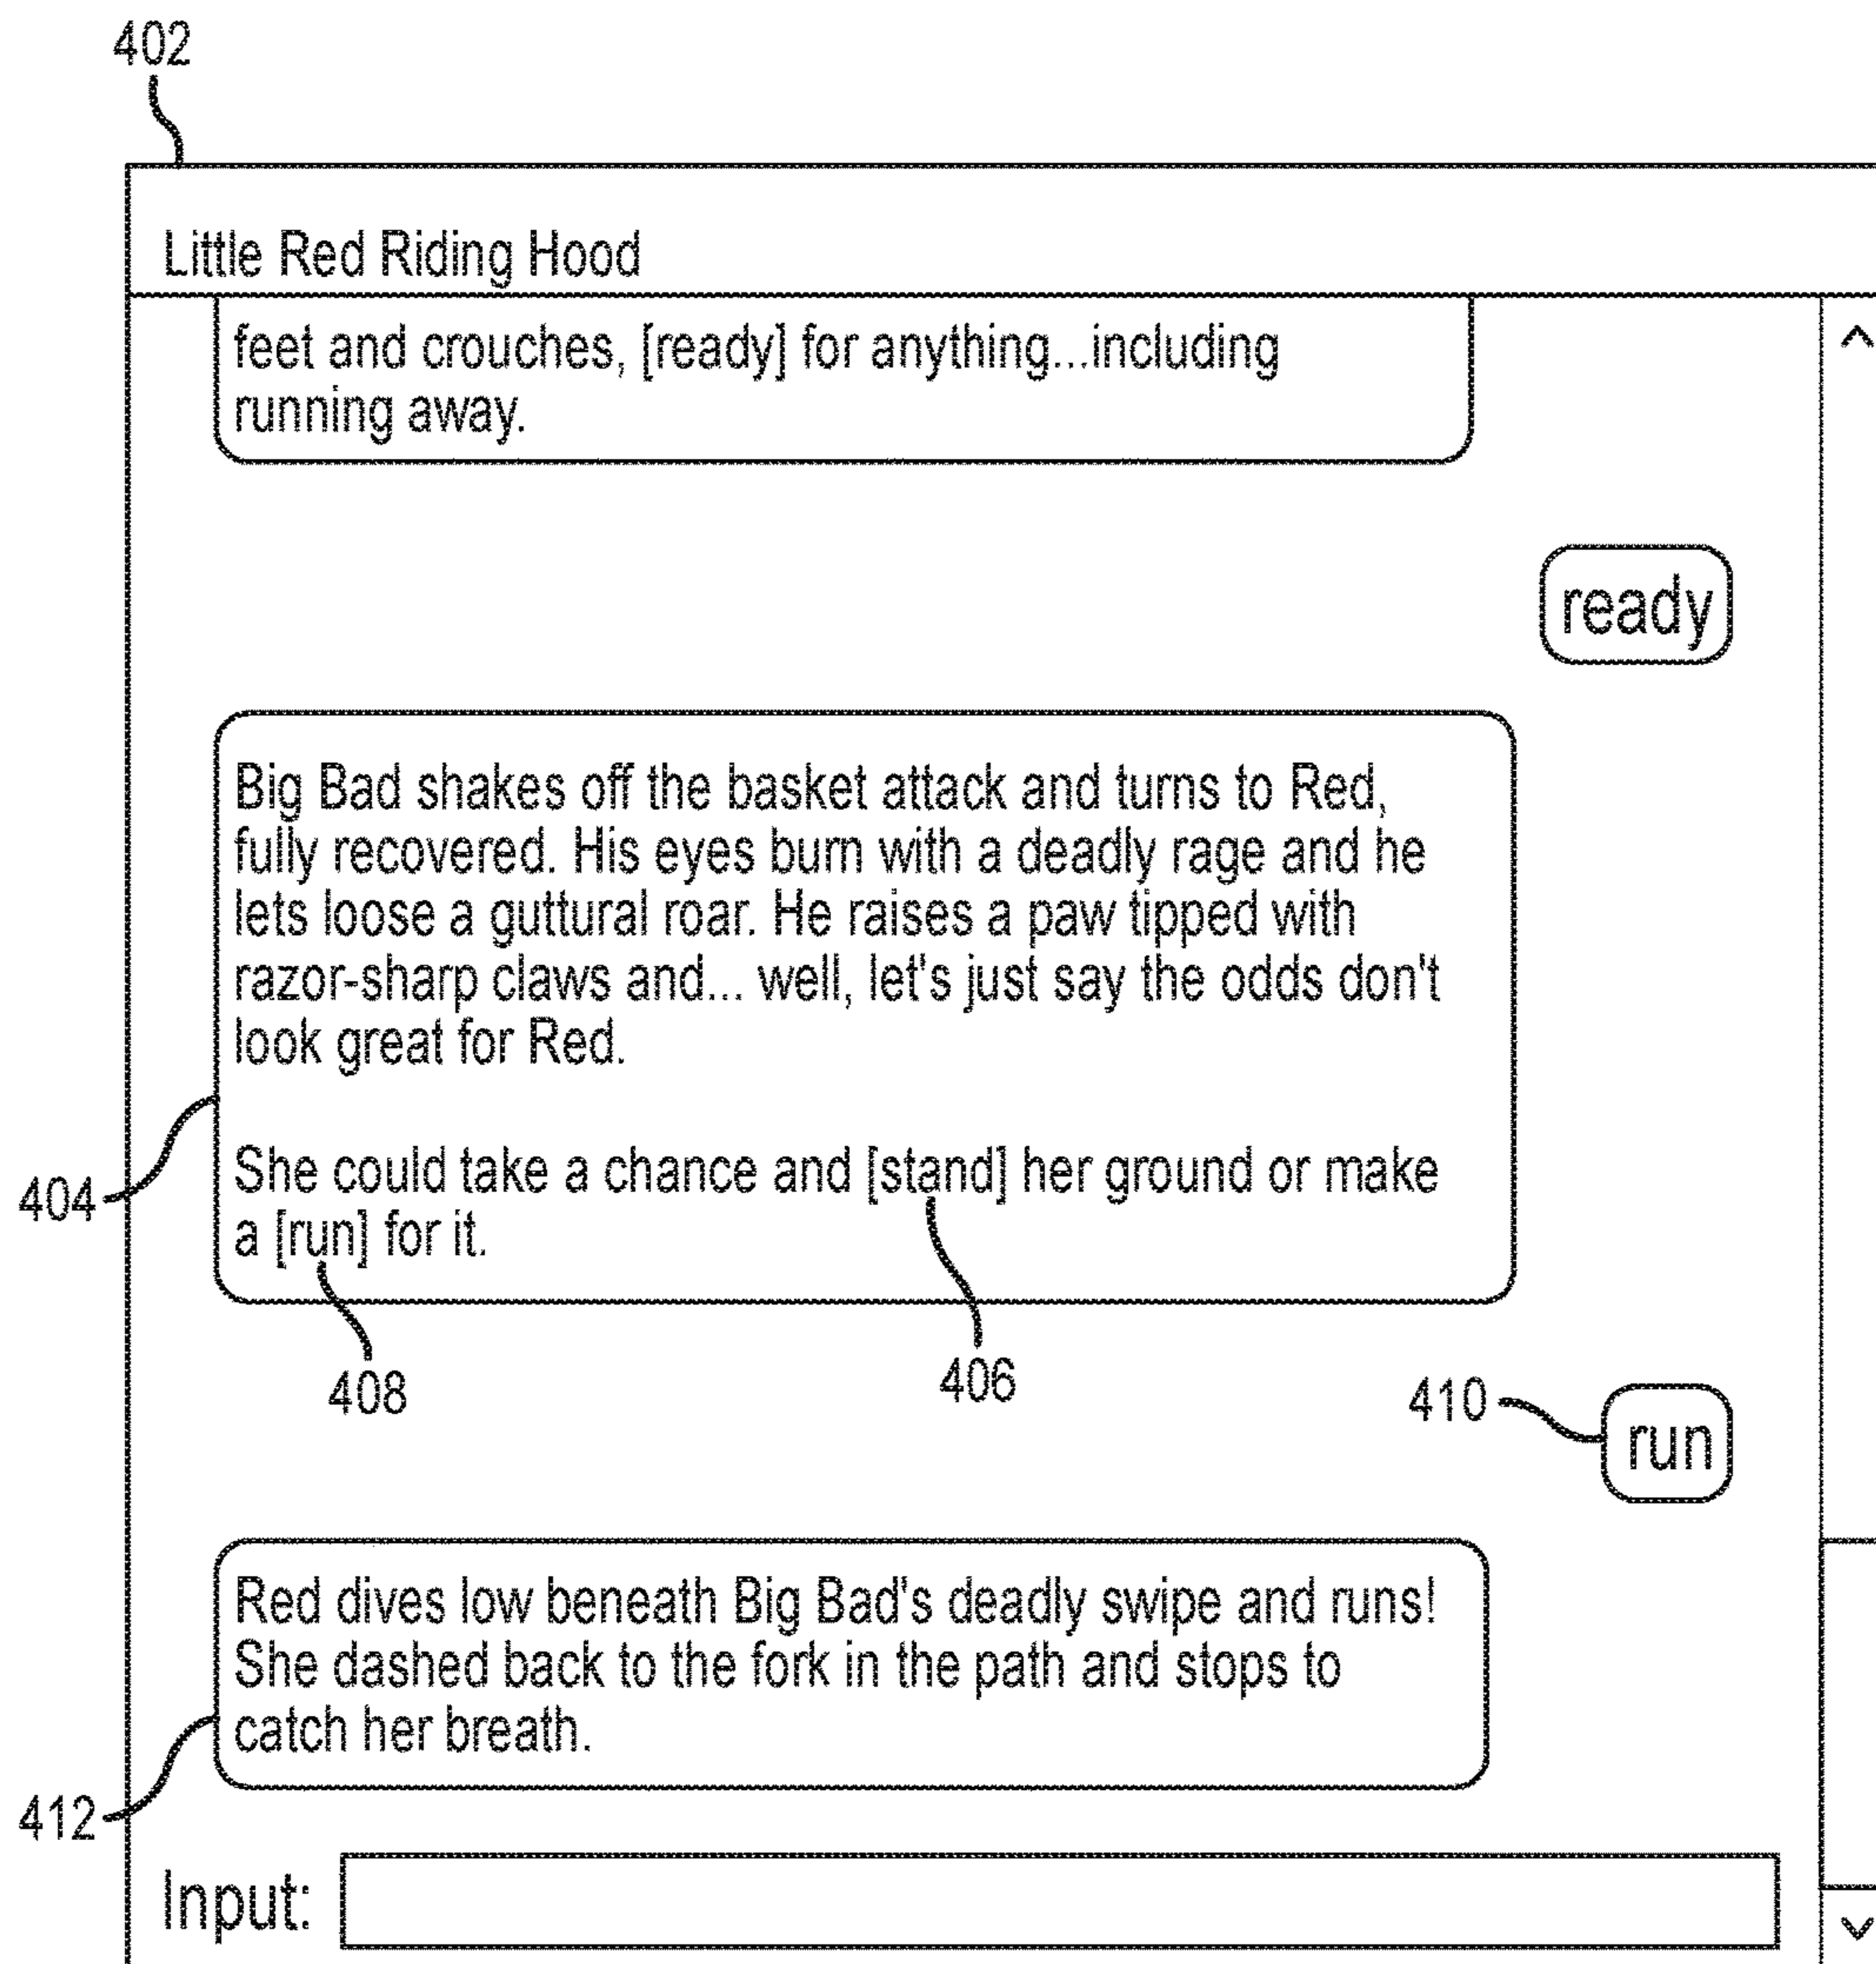 402
Little Red Riding Hood
feet and crouches, [ready] for anything...including
running away.
ready
Big Bad shakes off the basket attack and turns to Red,
fully recovered. His eyes burn with a deadly rage and he
lets loose a guttural roar. He raises a paw tipped with
razor-sharp claws and... well, let's just say the odds don't
look great for Red.
She could take a chance and [stand] her ground or make
404
a [run] for it.
408
406
410
run
Red dives low beneath Big Bad's deadly swipe and runs!
She dashed back to the fork in the path and stops to
catch her breath.
412
Input: